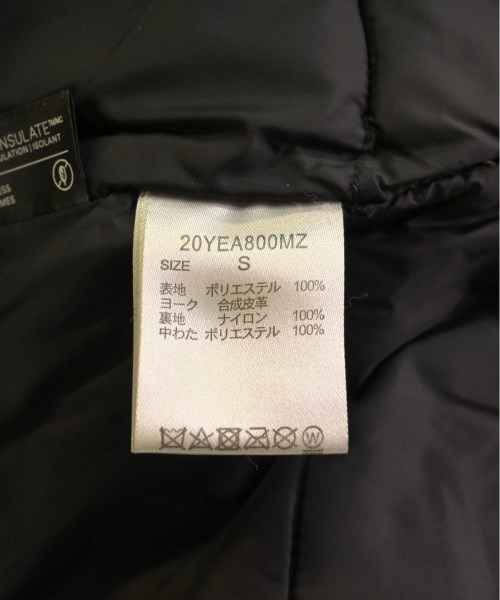 NSULATE™MC
ULATION | ISOLANT
ESS
MES
20YEA800MZ
SIZE S
表地 ポリエステル 100%
ヨーク 合成皮革
裏地 ナイロン 100%
中わた ポリエステル 100%
W